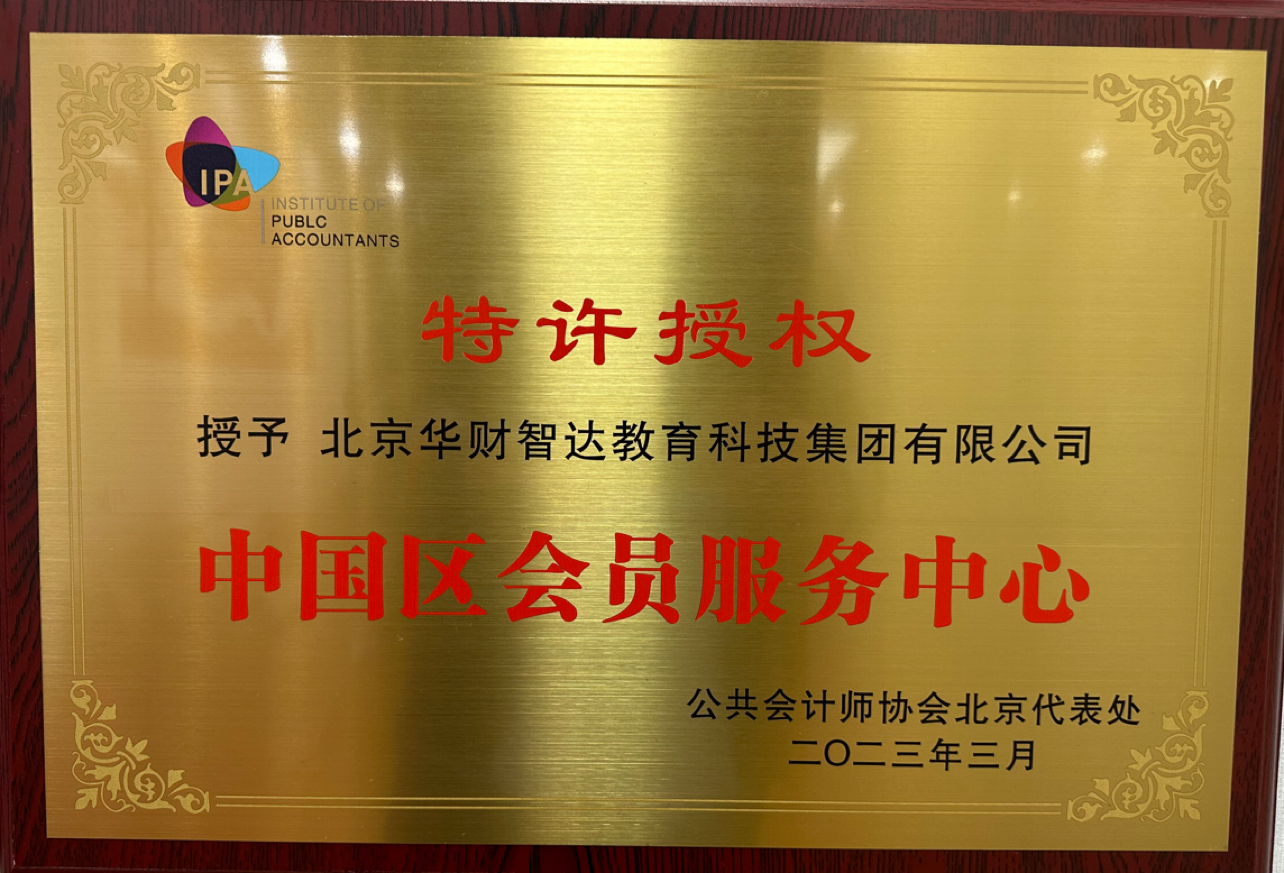 IPA
INSTITUTE OF
PUBLC
ACCOUNTANTS
特许授权
授予 北京华财智达教育科技集团有限公司
中国区会员服务中心
公共会计师协会北京代表处
二〇二三年三月